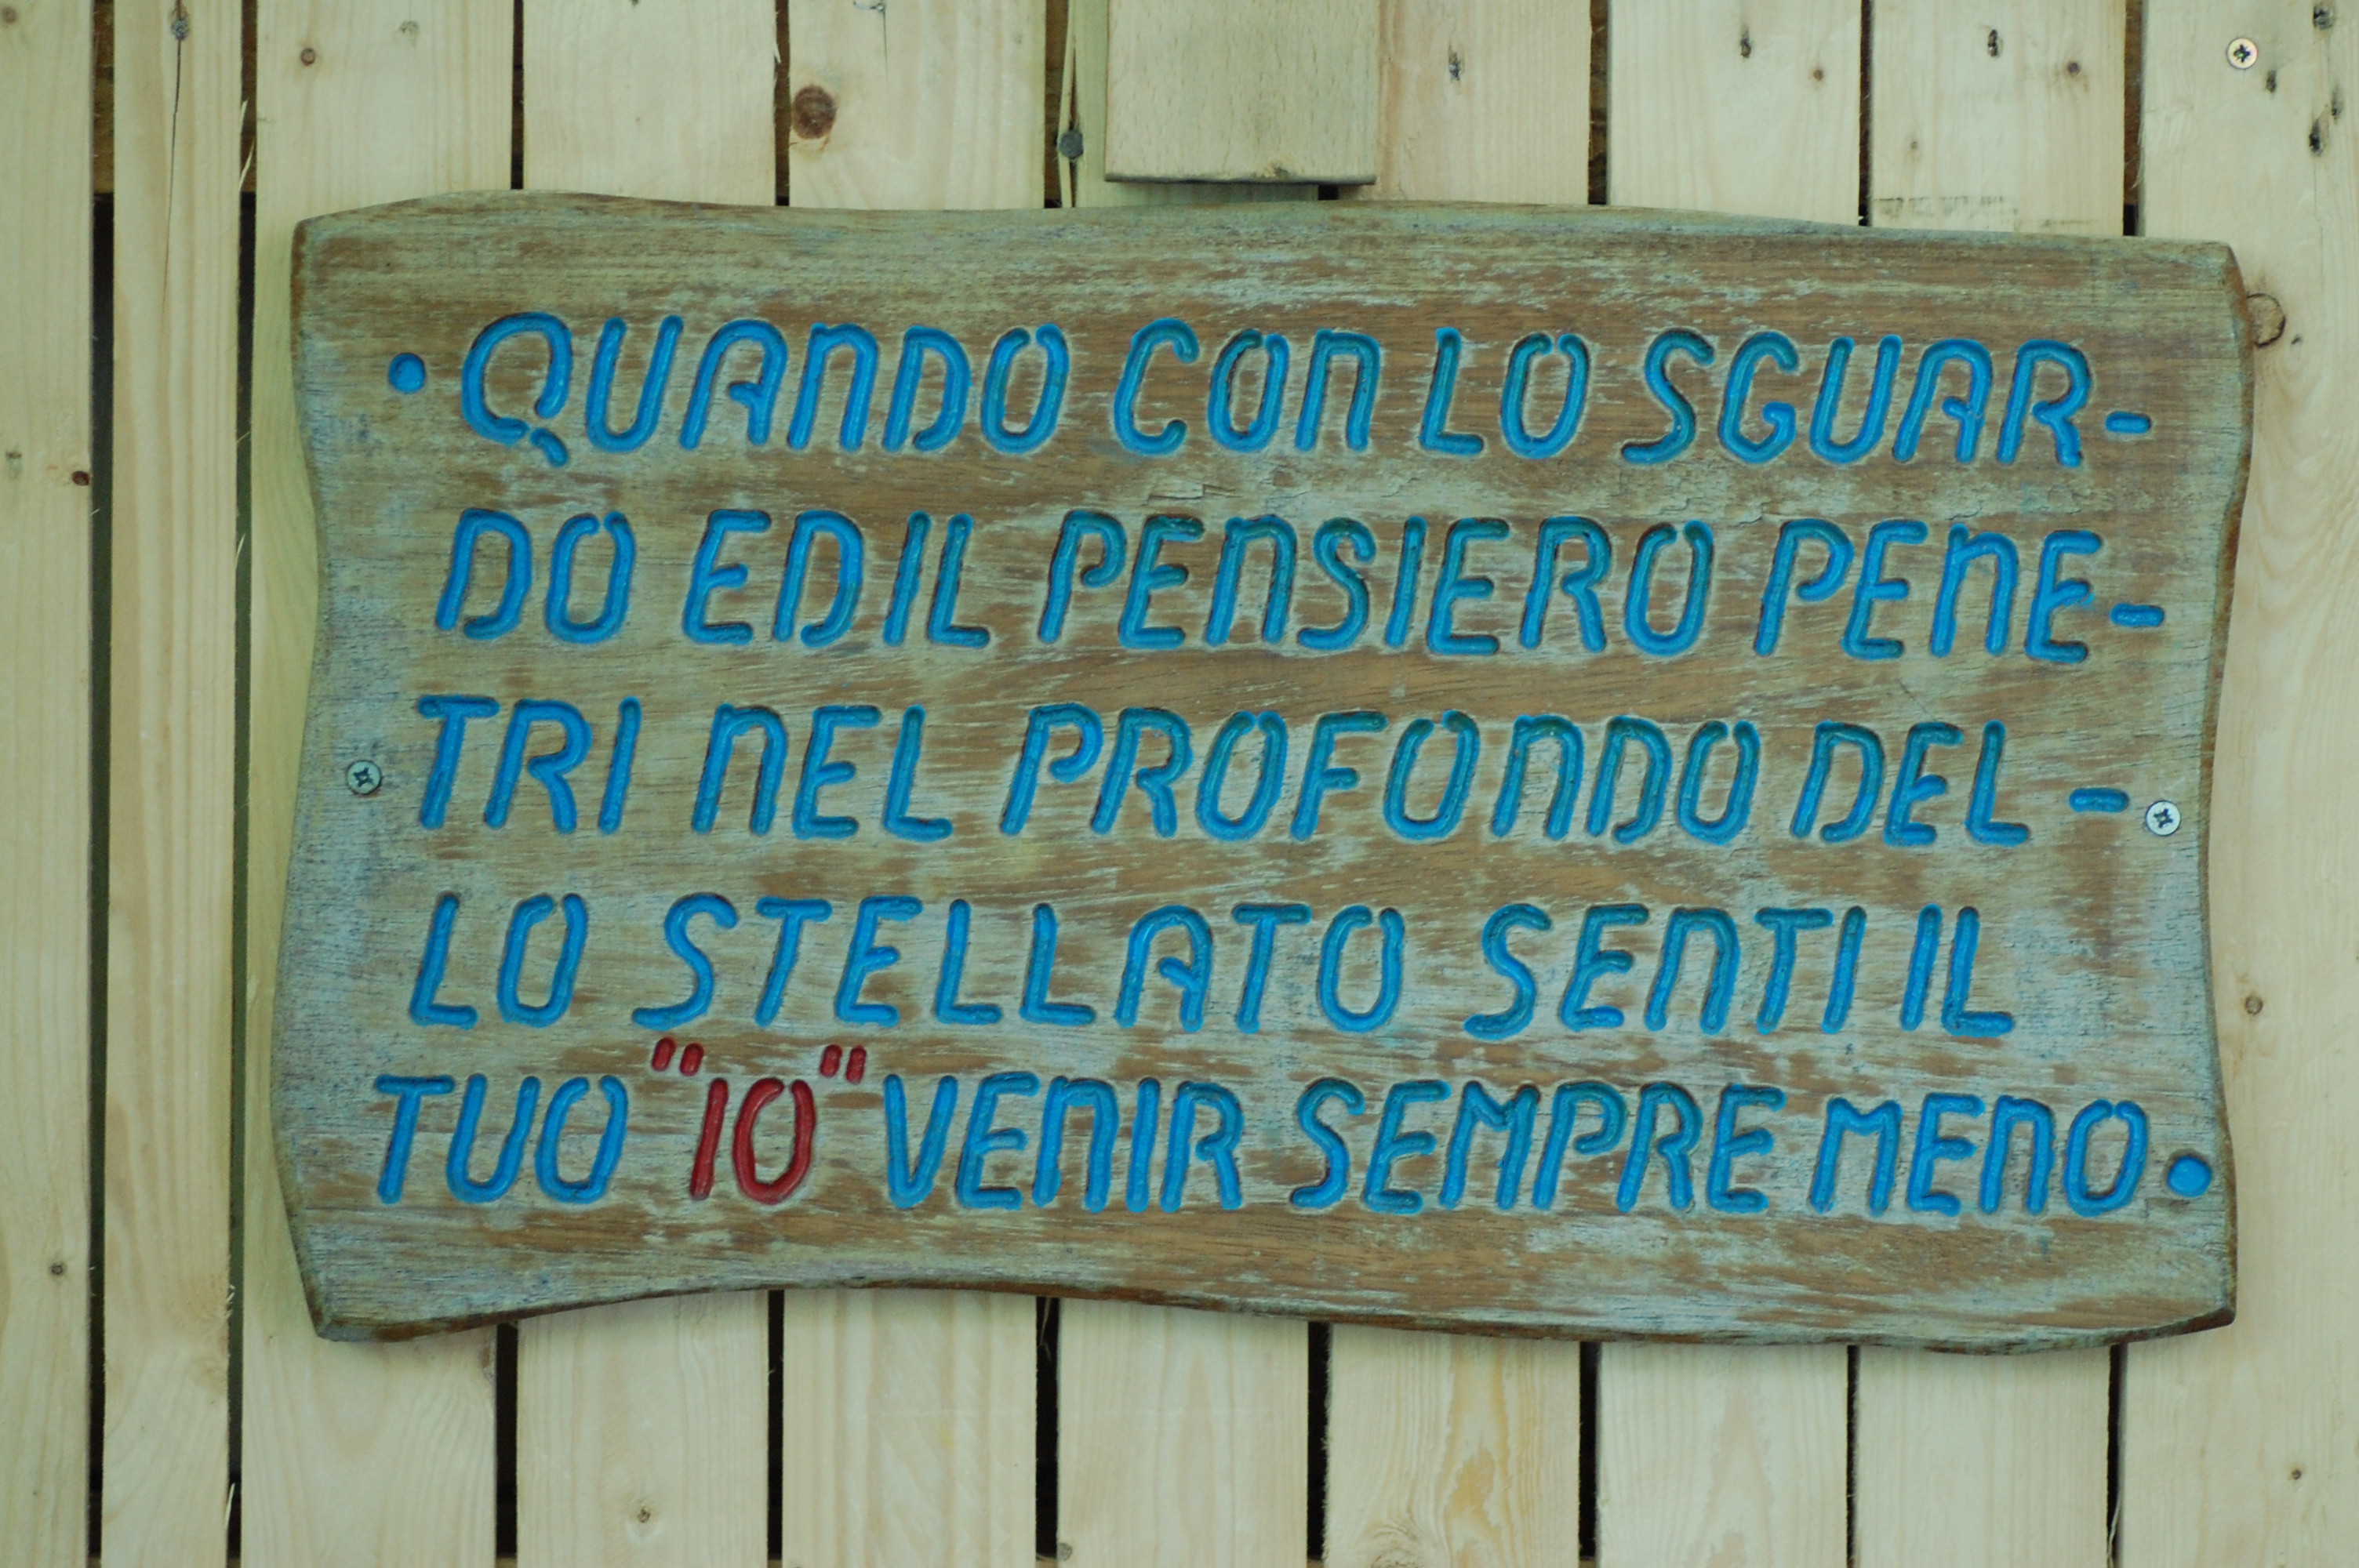 • QUANDO CON LO SGUAR-
DO ED IL PENSIERO PENE-
TRI NEL PROFONDO DEL-
LO STELLATO SENTI IL
TUO "IO" VENIR SEMPRE MENO •